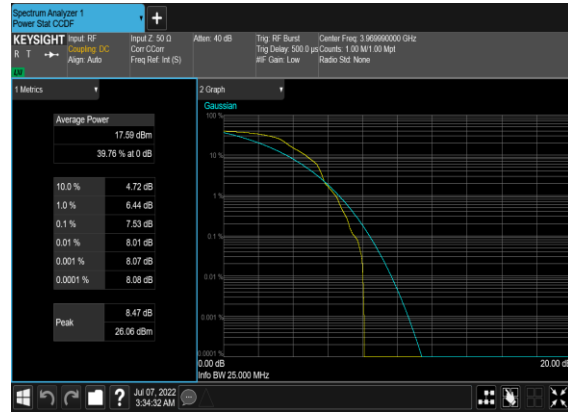 Spectrum Analyzer 1
Power Stat CCDF
+
KEYSIGHT
R T
LXI
Input: RF
Coupling: DC
Align: Auto
Input Z: 50 Ω
Corr CCorr
Freq Ref: Int (S)
Atten: 40 dB
Trig: RF Burst
Trig Delay: 500.0 µs
#IF Gain: Low
Center Freq: 3.969990000 GHz
Counts: 1.00 M/1.00 Mpt
Radio Std: None
1 Metrics
Average Power
17.59 dBm
39.76 % at 0 dB
10.0 % 4.72 dB
1.0 % 6.44 dB
0.1 % 7.53 dB
0.01 % 8.01 dB
0.001 % 8.07 dB
0.0001 % 8.08 dB
Peak
8.47 dB
26.06 dBm
2 Graph
Gaussian
100 %
10 %
1 %
0.1 %
0.01 %
0.001 %
0.0001 %
0.00 dB
20.00 dB
Info BW 25.000 MHz
?
Jul 07, 2022
3:34:32 AM